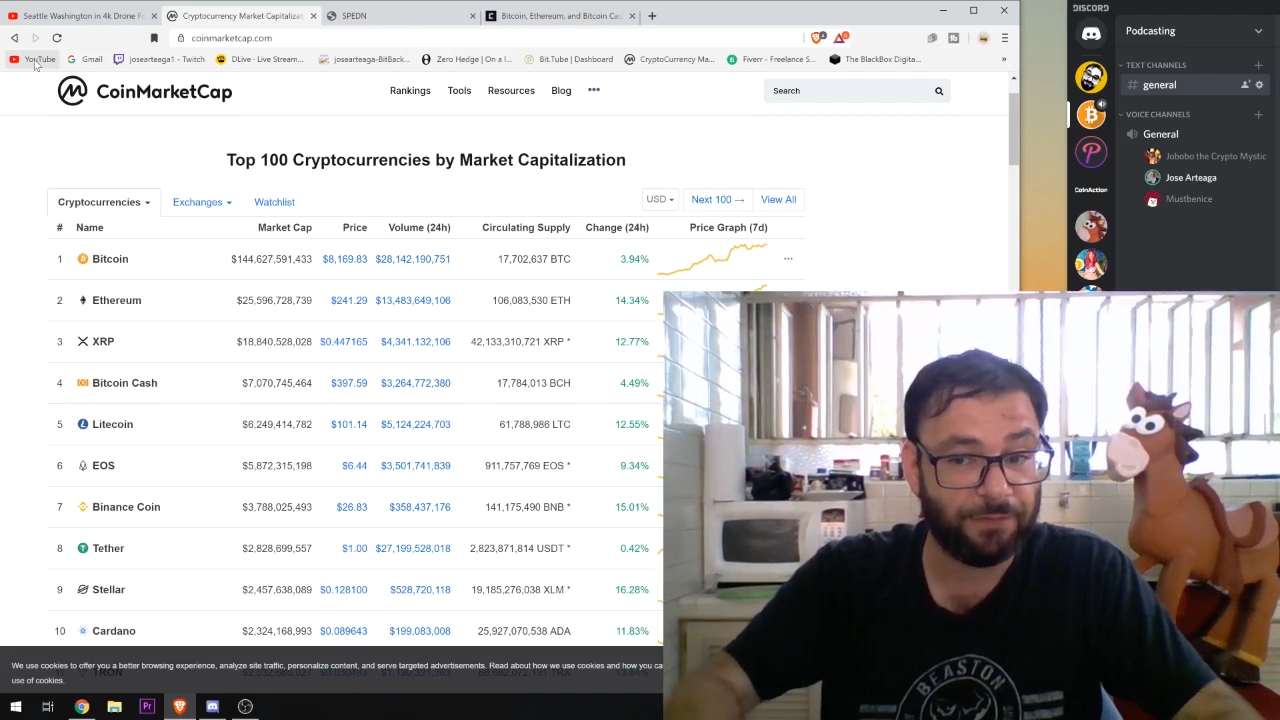 Seattle Washington in 4k Drone F
Cryptocurrency Market Capitalizat
SPEDN
Bitcoin, Ethereum, and Bitcoin Cas
coinmarketcap.com
YouTube
Gmail
josearteaga1 - Twitch
DLive · Live Stream...
josearteaga-BitBack...
Zero Hedge | On a l...
Bit.Tube | Dashboard
CryptoCurrency Ma...
Fiverr - Freelance S...
The BlackBox Digita...
CoinMarketCap
Rankings
Tools
Resources
Blog
Search
Top 100 Cryptocurrencies by Market Capitalization
Cryptocurrencies
Exchanges
Watchlist
USD
Next 100 →
View All
# Name Market Cap Price Volume (24h) Circulating Supply Change (24h) Price Graph (7d)
1 Bitcoin $144,627,591,433 $8,169.83 $28,142,190,751 17,702,637 BTC 3.94%
2 Ethereum $25,596,728,739 $241.29 $13,483,649,106 106,083,530 ETH 14.34%
3 XRP $18,840,528,028 $0.447165 $4,341,132,106 42,133,310,721 XRP * 12.77%
4 Bitcoin Cash $7,070,745,464 $397.59 $3,264,772,380 17,784,013 BCH 4.49%
5 Litecoin $6,249,414,782 $101.14 $5,124,224,703 61,788,986 LTC 12.55%
6 EOS $5,872,315,198 $6.44 $3,501,741,839 911,757,769 EOS * 9.34%
7 Binance Coin $3,788,025,493 $26.83 $358,437,176 141,175,490 BNB * 15.01%
8 Tether $2,828,699,557 $1.00 $27,199,528,018 2,823,871,814 USDT * 0.42%
9 Stellar $2,457,638,089 $0.128100 $528,720,118 19,185,276,038 XLM * 16.28%
10 Cardano $2,324,168,993 $0.089643 $199,083,008 25,927,070,538 ADA 11.83%
We use cookies to offer you a better browsing experience, analyze site traffic, personalize content, and serve targeted advertisements. Read about how we use cookies and how you ca
use of cookies.
TRON
Pr
DISCORD
Podcasting
TEXT CHANNELS
# general
VOICE CHANNELS
General
Jobobo the Crypto Mystic
Jose Arteaga
Mustbenice
CoinAction
BEASTON